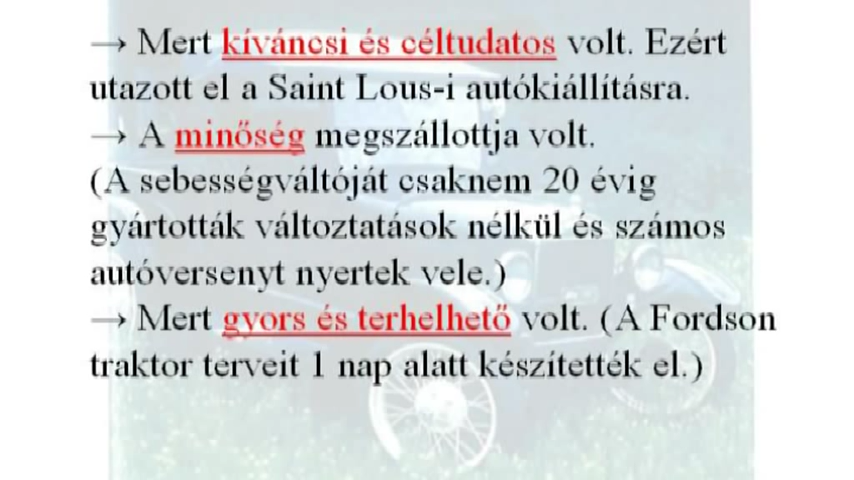 → Mert kíváncsi és céltudatos volt. Ezért
utazott el a Saint Lous-i autókiállításra.
→ A minőség megszállottja volt.
(A sebességváltóját csaknem 20 évig
gyártották változtatások nélkül és számos
autóversenyt nyertek vele.)
→ Mert gyors és terhelhető volt. (A Fordson
traktor terveit 1 nap alatt készítették el.)